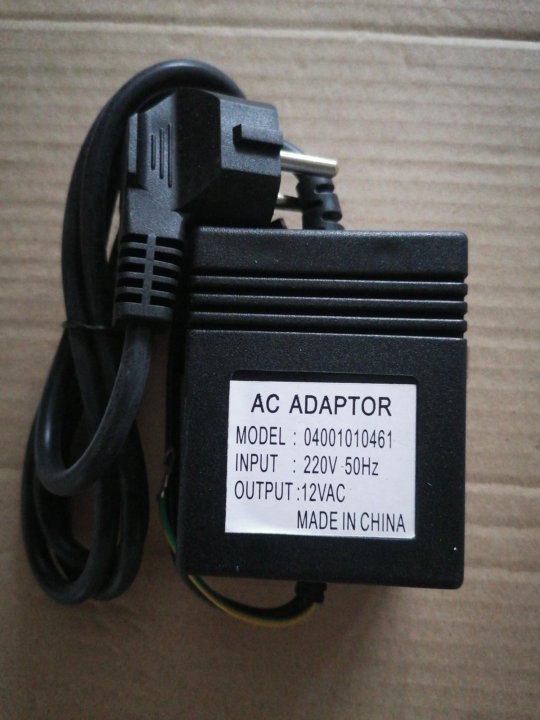 AC ADAPTOR
MODEL : 04001010461
INPUT : 220V 50Hz
OUTPUT :12VAC
MADE IN CHINA